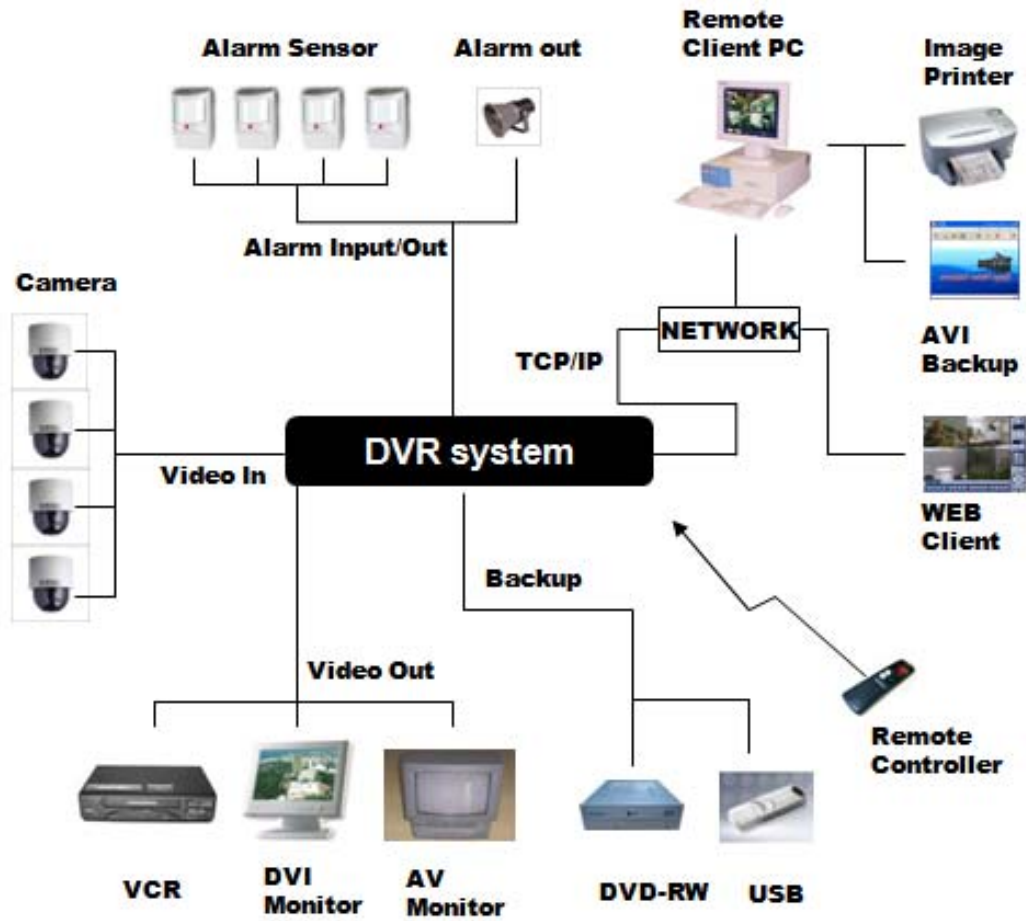 Alarm Sensor
Alarm out
Remote
Client PC
Image
Printer
Alarm Input/Out
Camera
NETWORK
TCP/IP
AVI
Backup
DVR system
Video In
WEB
Client
Backup
Video Out
Remote
Controller
VCR
DVI
Monitor
AV
Monitor
DVD-RW
USB